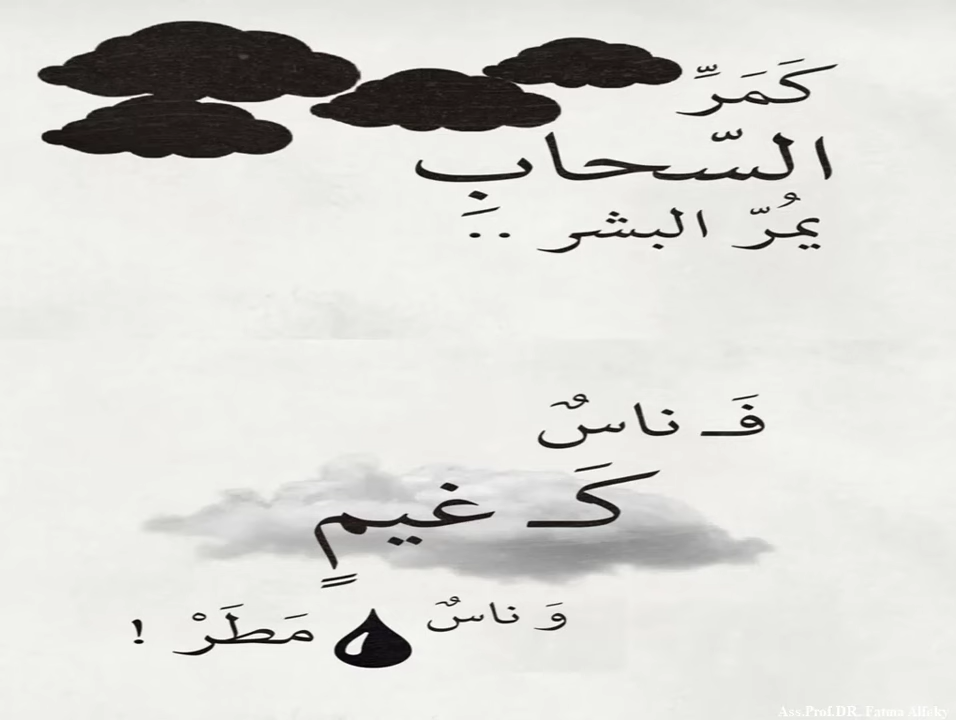 كَمَرِّ
السّحابِ
يمُرّ البشر ..
فَـ ناسٌ
كَـ غيمٍ
وَ ناسٌ مَطَرْ !
Ass.Prof.DR. Fatma Alfeky